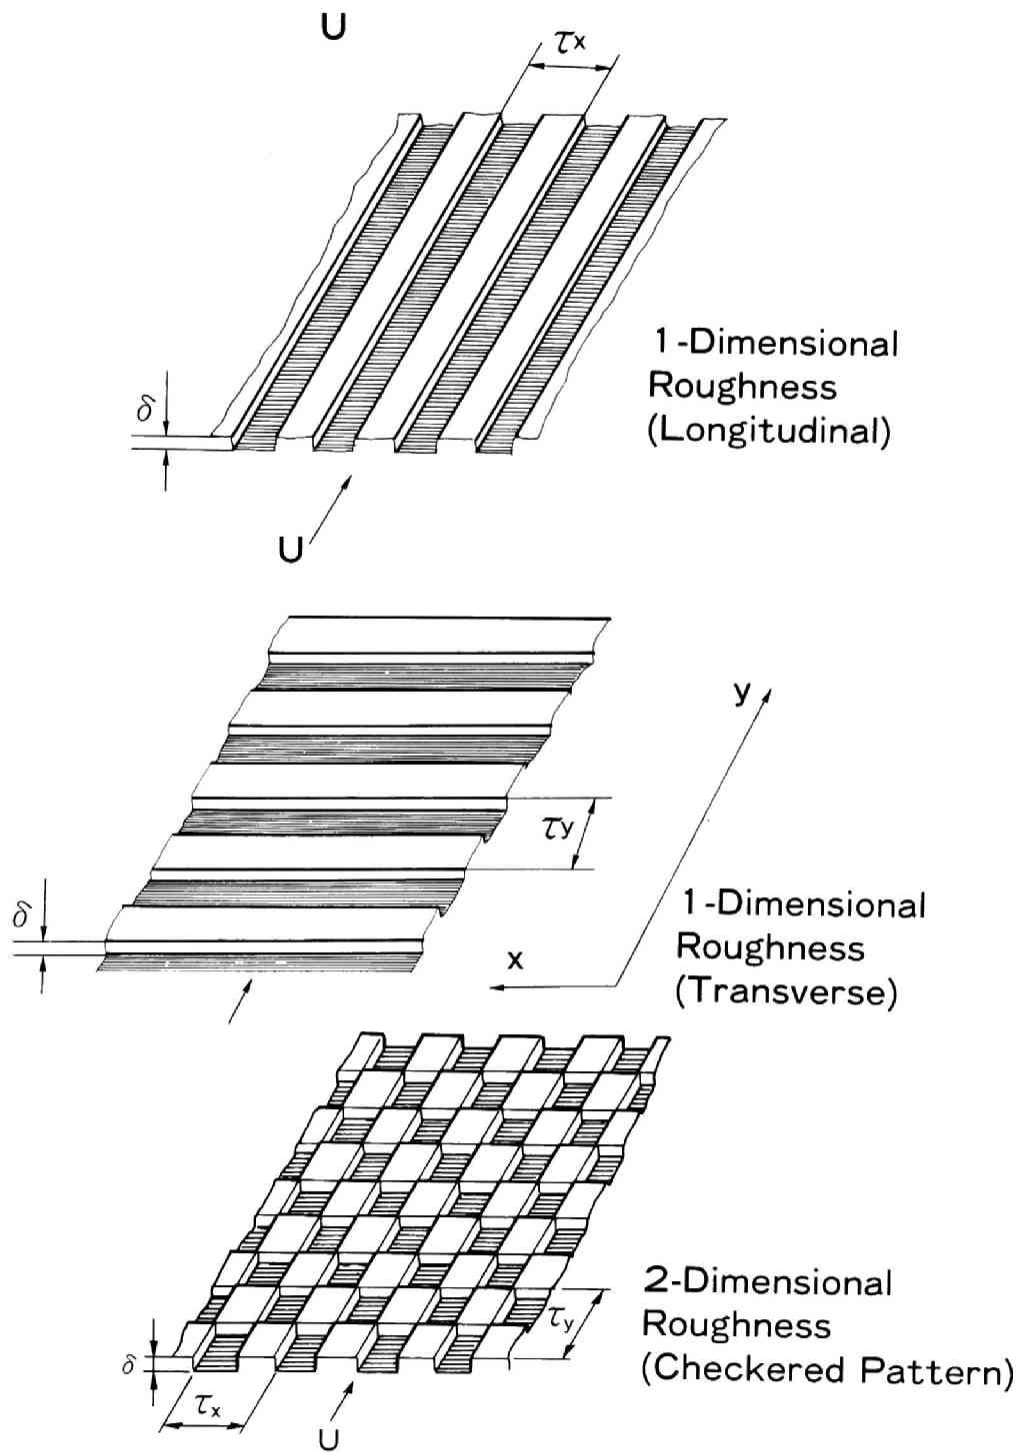 U
τx
1-Dimensional
Roughness
(Longitudinal)
δ
U
y
τy
1-Dimensional
Roughness
(Transverse)
δ
x
2-Dimensional
Roughness
(Checkered Pattern)
τy
δ
τx
U